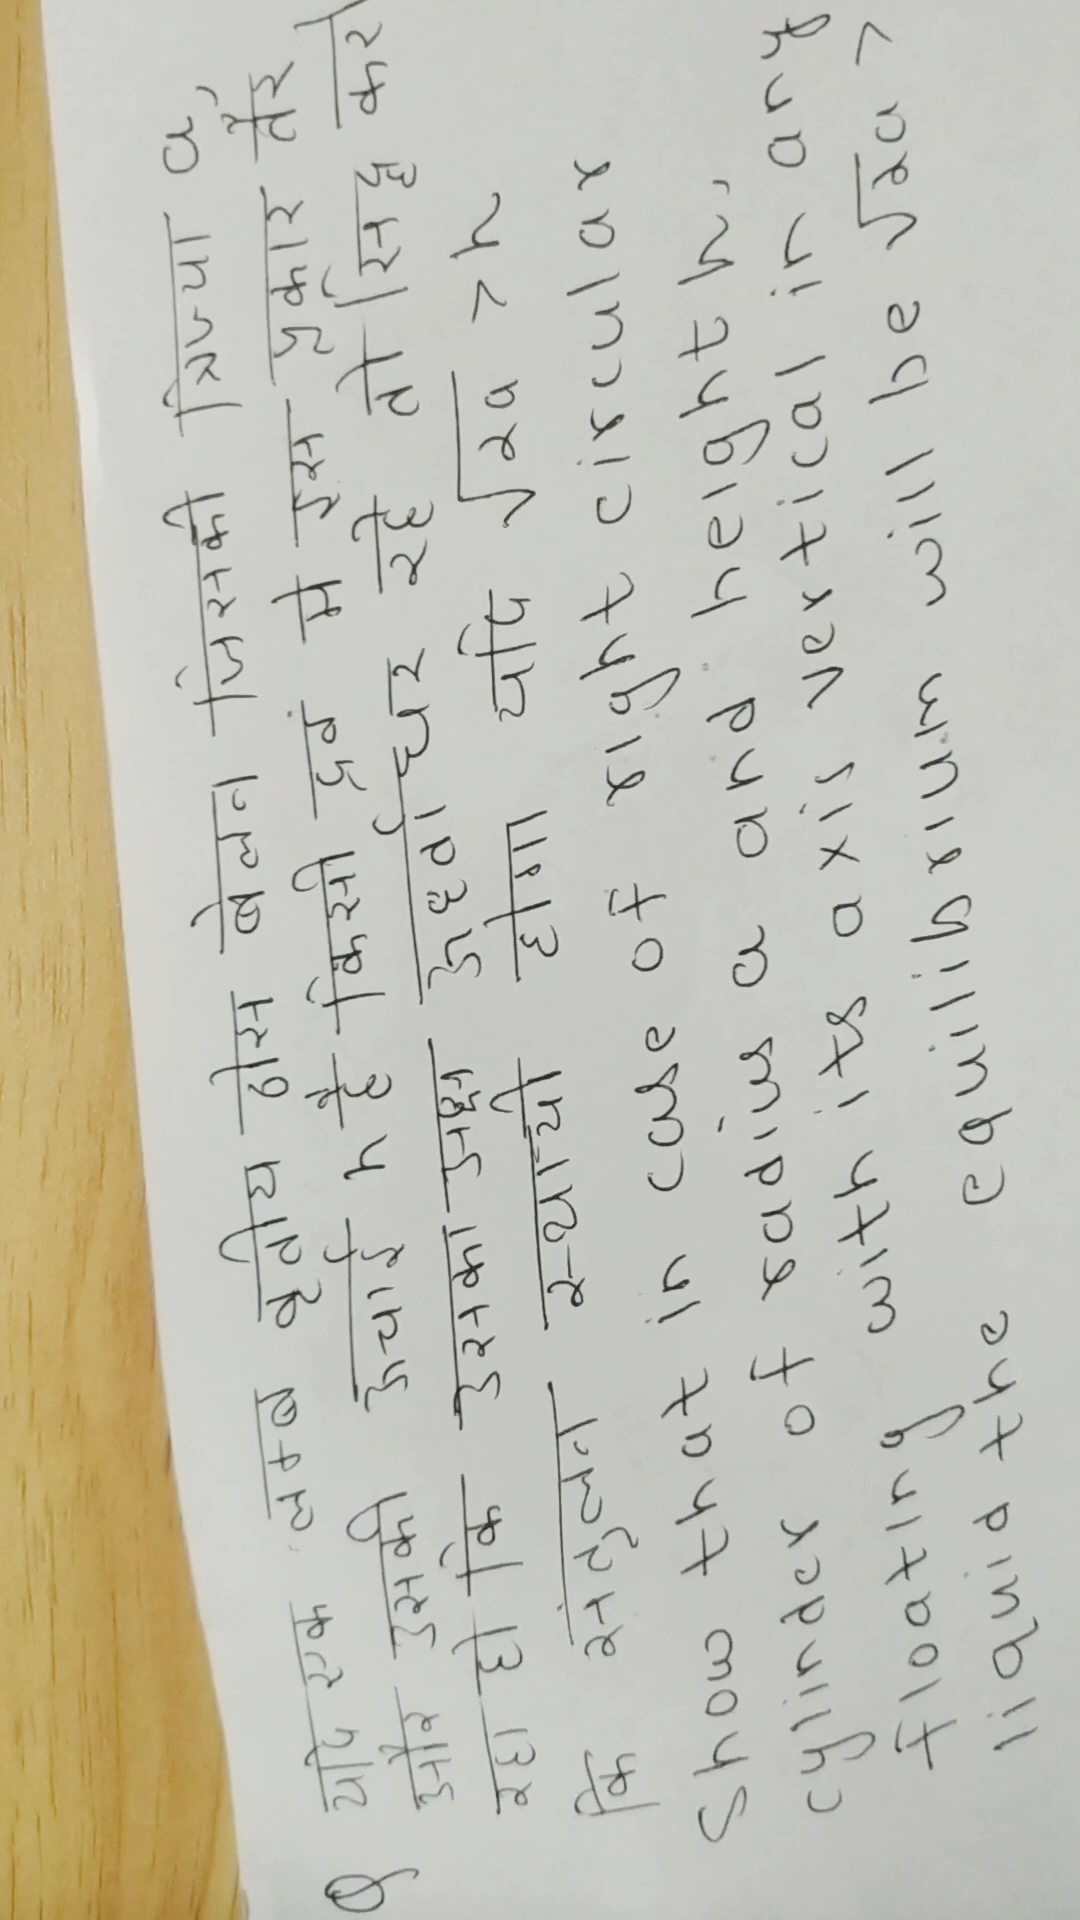 Q यदि एक लम्ब वृतीय ठोस बेलन जिसकी त्रिज्या a,
और उसकी ऊचाई h है किसी द्रव में इस प्रकार तैर
रहा हो कि उसका अक्ष ऊर्ध्वाधर रहे तो सिद्ध कर
कि संतुलन स्थायी होगा यदि √2a > h
Show that in case of right circular
cylinder of radius a and height h,
floating with its axis vertical in any
liquid the equilibrium will be √2a >